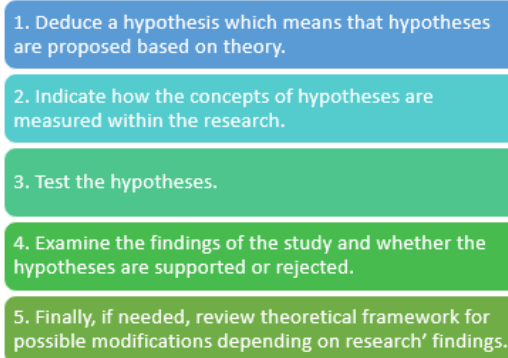 1. Deduce a hypothesis which means that hypotheses
are proposed based on theory.
2. Indicate how the concepts of hypotheses are
measured within the research.
3. Test the hypotheses.
4. Examine the findings of the study and whether the
hypotheses are supported or rejected.
5. Finally, if needed, review theoretical framework for
possible modifications depending on research’ findings.